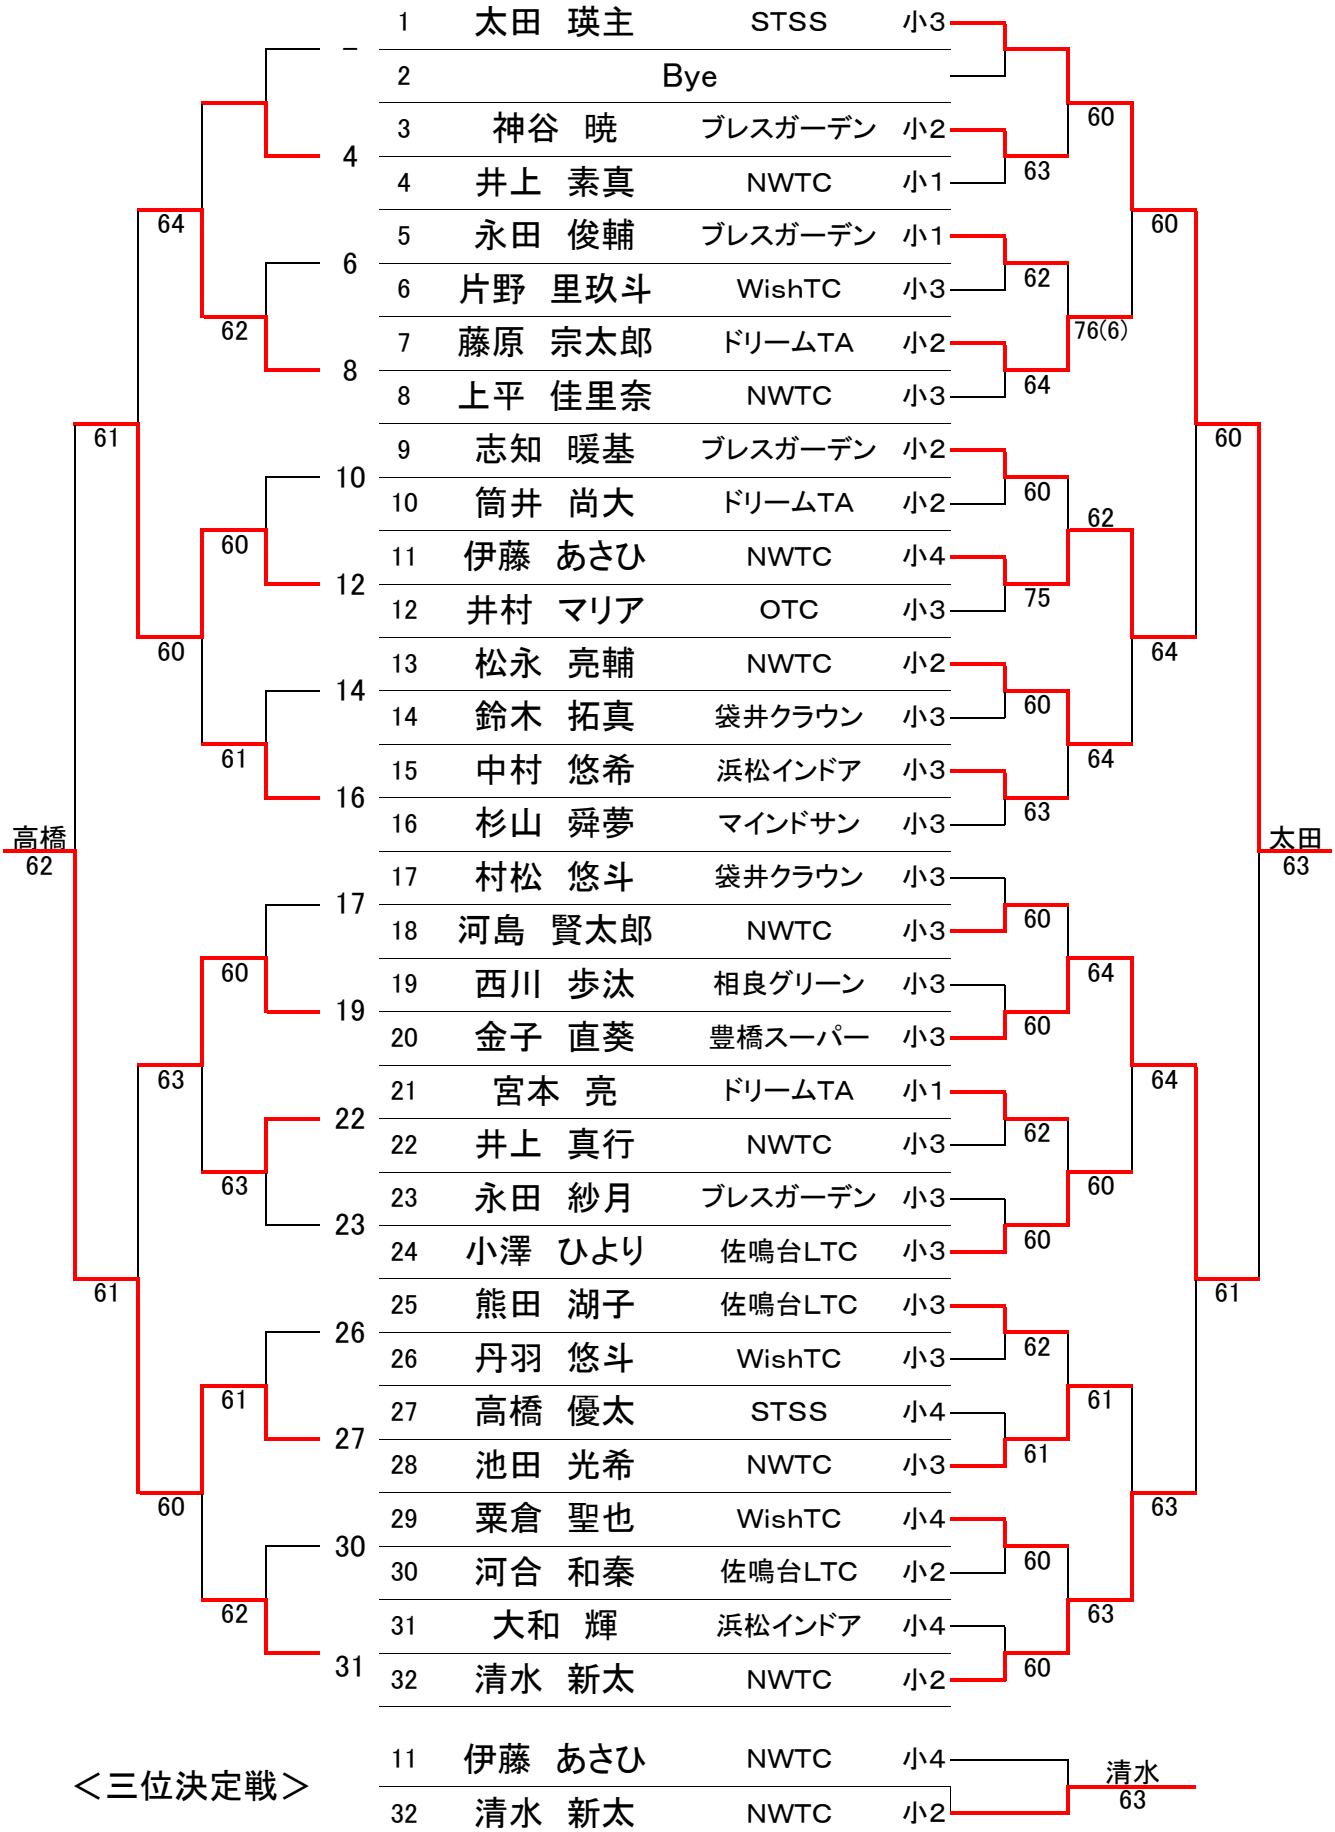 1 太田 瑛主 STSS 小3
–
2 Bye
60
3 神谷 暁 ブレスガーデン 小2
4 63
4 井上 素真 NWTC 小1
64 60
5 永田 俊輔 ブレスガーデン 小1
6 62
6 片野 里玖斗 WishTC 小3
62 76(6)
7 藤原 宗太郎 ドリームTA 小2
8 64
8 上平 佳里奈 NWTC 小3
61 60
9 志知 暖基 ブレスガーデン 小2
10 60
10 筒井 尚大 ドリームTA 小2
60 62
11 伊藤 あさひ NWTC 小4
12 75
12 井村 マリア OTC 小3
60 64
13 松永 亮輔 NWTC 小2
14 60
14 鈴木 拓真 袋井クラウン 小3
61 64
15 中村 悠希 浜松インドア 小3
16 63
16 杉山 舜夢 マインドサン 小3
高橋 太田
62 63
17 村松 悠斗 袋井クラウン 小3
17 60
18 河島 賢太郎 NWTC 小3
60 64
19 西川 歩汰 相良グリーン 小3
19 60
20 金子 直葵 豊橋スーパー 小3
63 64
21 宮本 亮 ドリームTA 小1
22 62
22 井上 真行 NWTC 小3
63 60
23 永田 紗月 ブレスガーデン 小3
23 60
24 小澤 ひより 佐鳴台LTC 小3
61 61
25 熊田 湖子 佐鳴台LTC 小3
26 62
26 丹羽 悠斗 WishTC 小3
61 61
27 高橋 優太 STSS 小4
27 61
28 池田 光希 NWTC 小3
60 63
29 粟倉 聖也 WishTC 小4
30 60
30 河合 和秦 佐鳴台LTC 小2
62 63
31 大和 輝 浜松インドア 小4
31 60
32 清水 新太 NWTC 小2
11 伊藤 あさひ NWTC 小4
＜三位決定戦＞ 清水
63
32 清水 新太 NWTC 小2